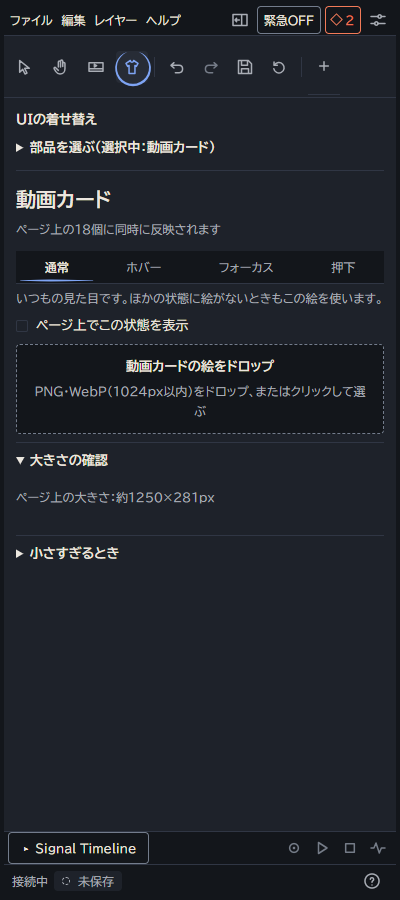 ファイル 編集 レイヤー ヘルプ 緊急OFF 2
UIの着せ替え
部品を選ぶ(選択中:動画カード)
動画カード
ページ上の18個に同時に反映されます
通常 ホバー フォーカス 押下
いつもの見た目です。ほかの状態に絵がないときもこの絵を使います。
ページ上でこの状態を表示
動画カードの絵をドロップ
PNG・WebP(1024px以内)をドロップ、またはクリックして選
ぶ
大きさの確認
ページ上の大きさ:約1250×281px
小さすぎるとき
Signal Timeline
接続中 未保存